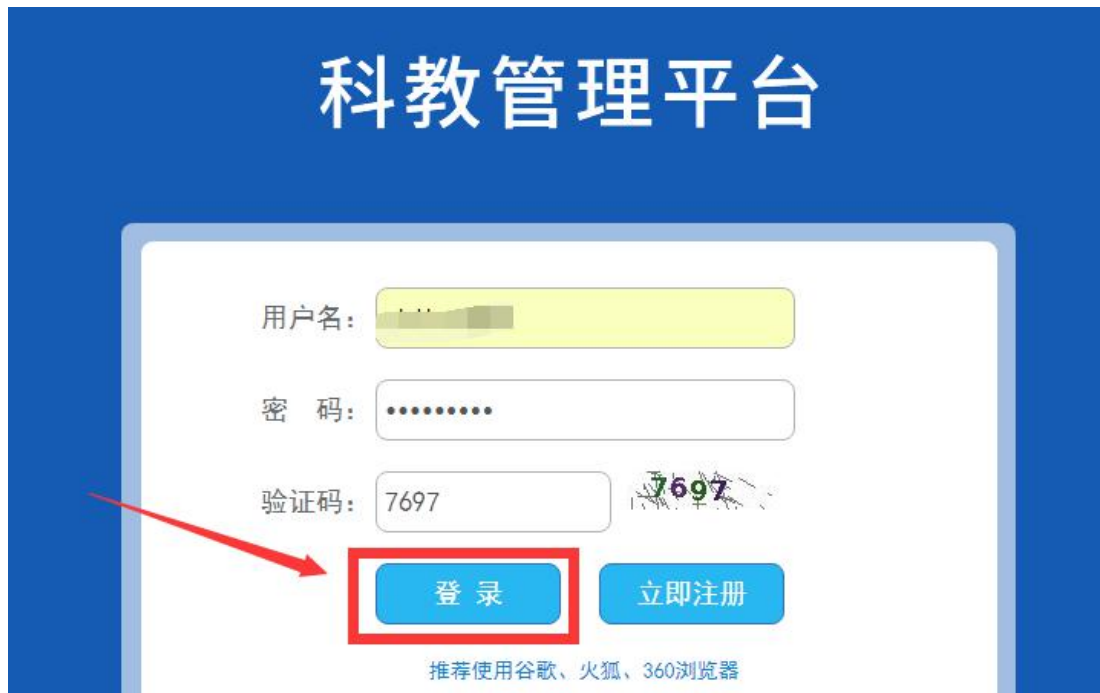 科教管理平台
用户名：
密 码： •••••••••
验证码： 7697 7697
登 录 立即注册
推荐使用谷歌、火狐、360浏览器